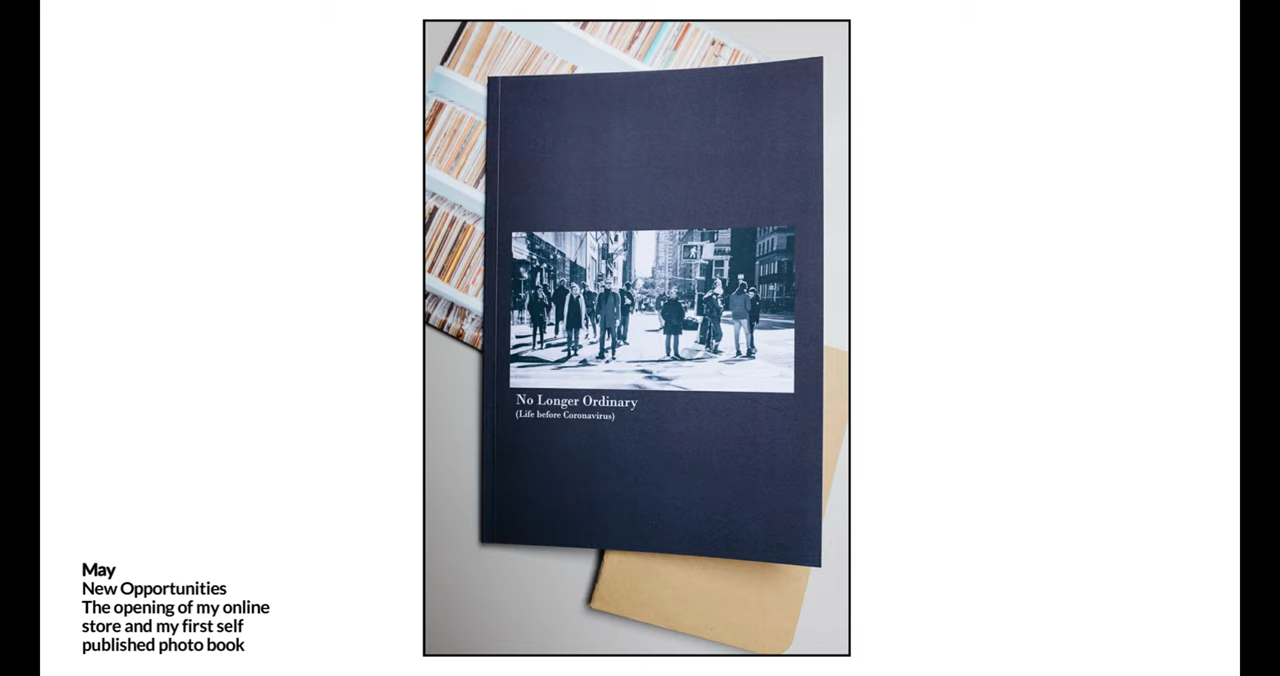 No Longer Ordinary
(Life before Coronavirus)
May
New Opportunities
The opening of my online
store and my first self
published photo book